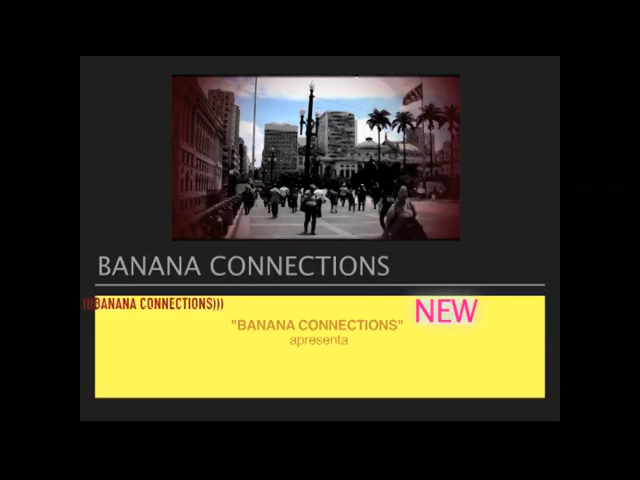 BANANA CONNECTIONS
(((BANANA CONNECTIONS)))
NEW
"BANANA CONNECTIONS"
apresenta